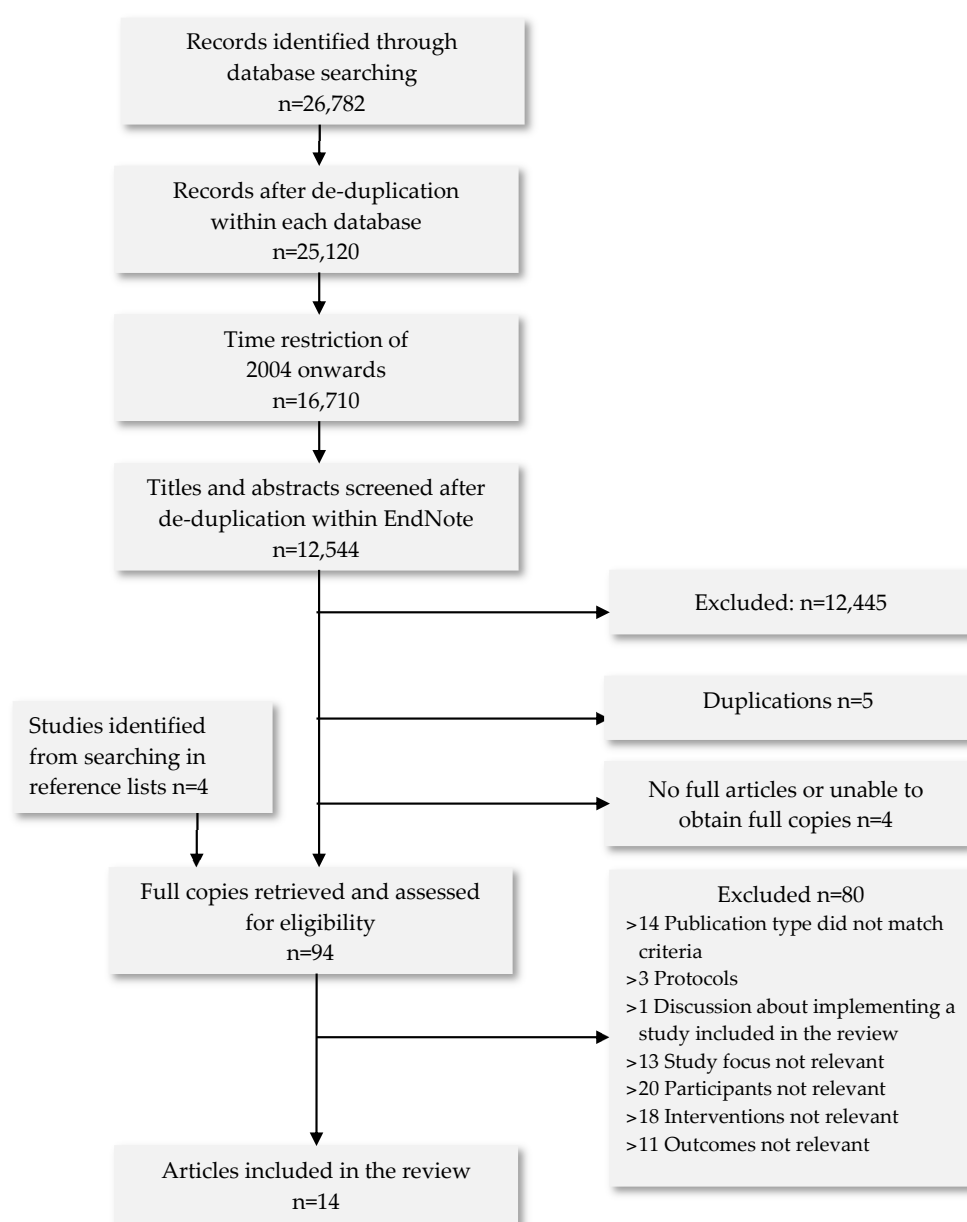 Records identified through
database searching
n=26,782
Records after de-duplication
within each database
n=25,120
Time restriction of
2004 onwards
n=16,710
Titles and abstracts screened after
de-duplication within EndNote
n=12,544
Excluded: n=12,445
Duplications n=5
Studies identified
from searching in
reference lists n=4
No full articles or unable to
obtain full copies n=4
Full copies retrieved and assessed
for eligibility
n=94
Excluded n=80
>14 Publication type did not match
criteria
>3 Protocols
>1 Discussion about implementing a
study included in the review
>13 Study focus not relevant
>20 Participants not relevant
>18 Interventions not relevant
>11 Outcomes not relevant
Articles included in the review
n=14